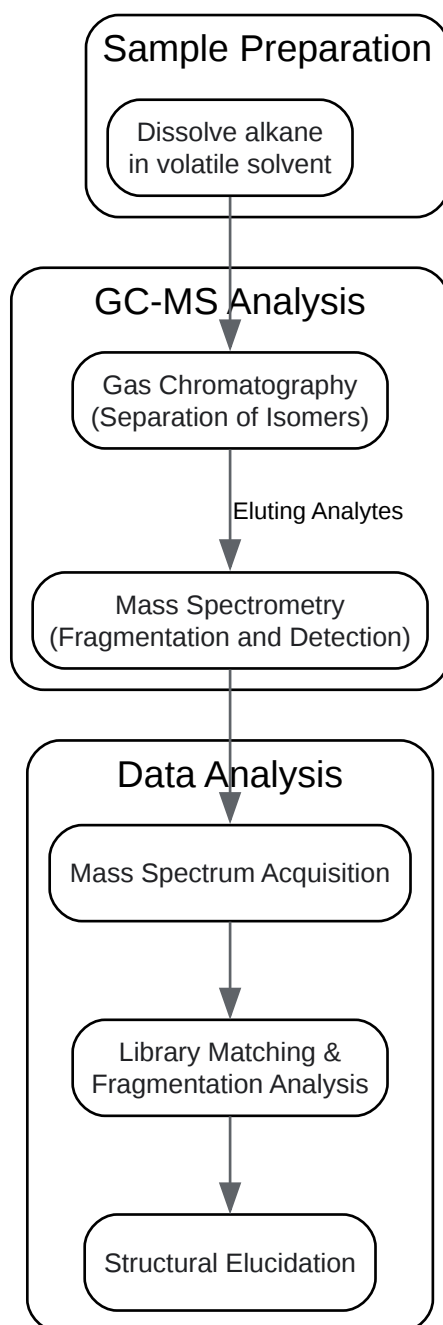 Sample Preparation
Dissolve alkane
in volatile solvent
GC-MS Analysis
Gas Chromatography
(Separation of Isomers)
Eluting Analytes
Mass Spectrometry
(Fragmentation and Detection)
Data Analysis
Mass Spectrum Acquisition
Library Matching &
Fragmentation Analysis
Structural Elucidation